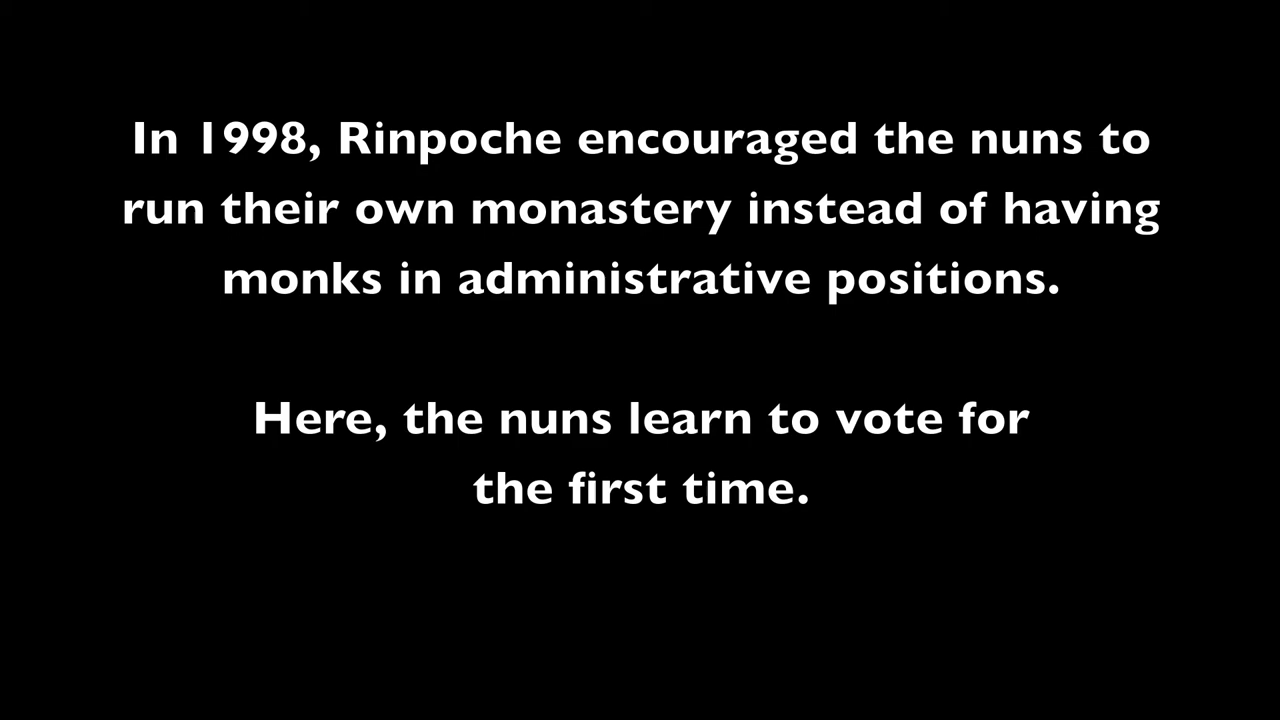 In 1998, Rinpoche encouraged the nuns to
run their own monastery instead of having
monks in administrative positions.
Here, the nuns learn to vote for
the first time.